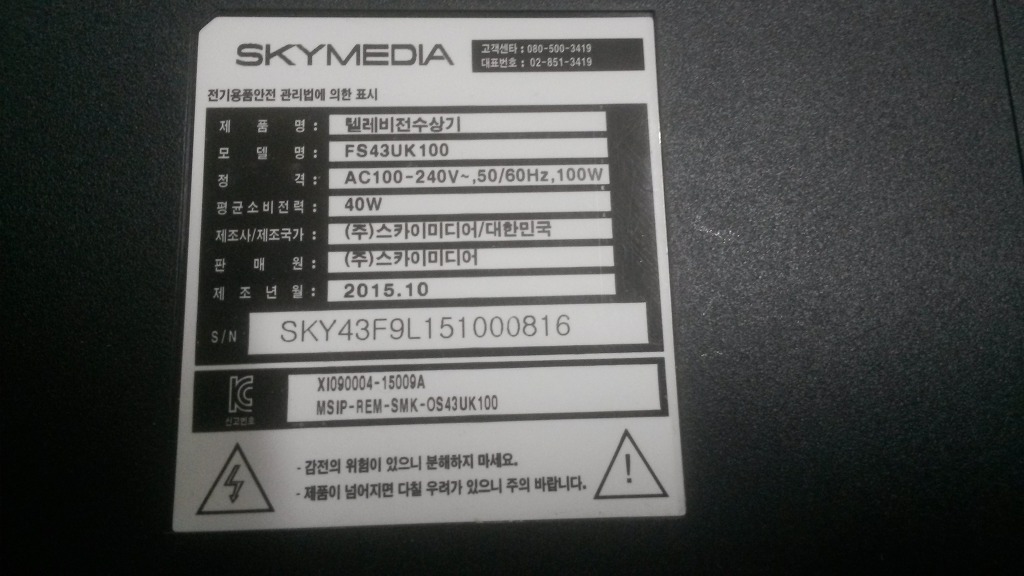 SKYMEDIA
고객센타 : 080-500-3419
대표번호 : 02-851-3419
전기용품안전 관리법에 의한 표시
제 품 명 : 텔레비전수상기
모 델 명 : FS43UK100
정 격 : AC100-240V~,50/60Hz,100W
평균소비전력 : 40W
제조사/제조국가 : (주)스카이미디어/대한민국
판 매 원 : (주)스카이미디어
제 조 년 월 : 2015.10
S/N SKY43F9L151000816
XI090004-15009A
MSIP-REM-SMK-OS43UK100
신고번호
- 감전의 위험이 있으니 분해하지 마세요.
- 제품이 넘어지면 다칠 우려가 있으니 주의 바랍니다.